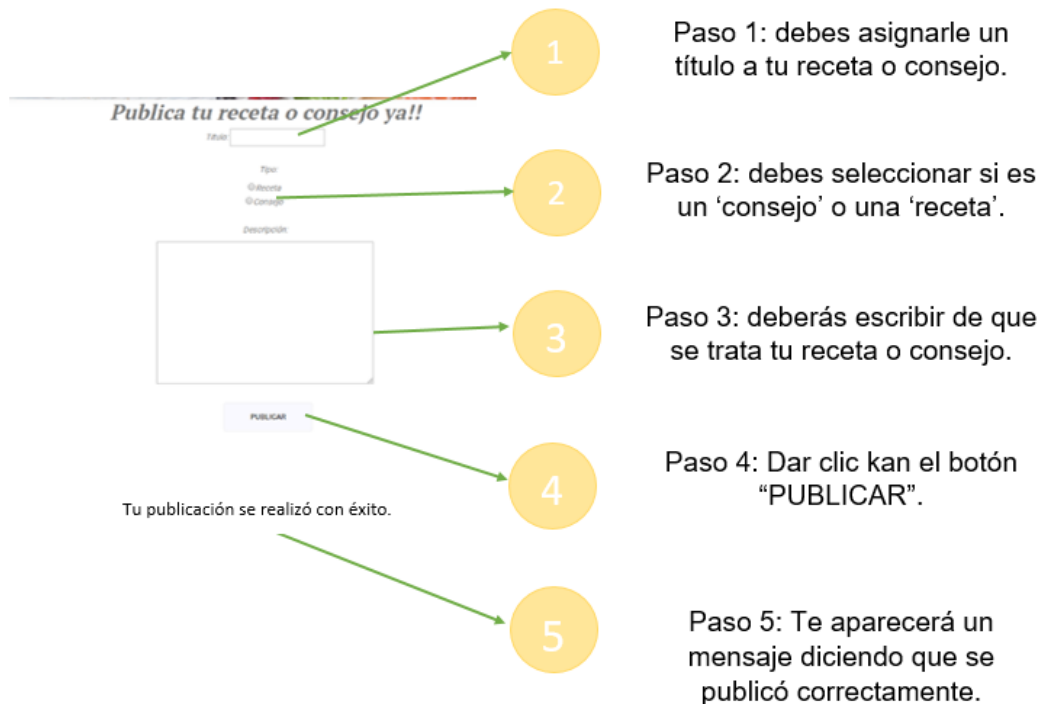 Publica tu receta o consejo ya!!
Título:
Tipo:
Receta
Consejo
Descripción:
PUBLICAR
Tu publicación se realizó con éxito.
1
Paso 1: debes asignarle un
título a tu receta o consejo.
2
Paso 2: debes seleccionar si es
un ‘consejo’ o una ‘receta’.
3
Paso 3: deberás escribir de que
se trata tu receta o consejo.
4
Paso 4: Dar clic kan el botón
“PUBLICAR”.
5
Paso 5: Te aparecerá un
mensaje diciendo que se
publicó correctamente.